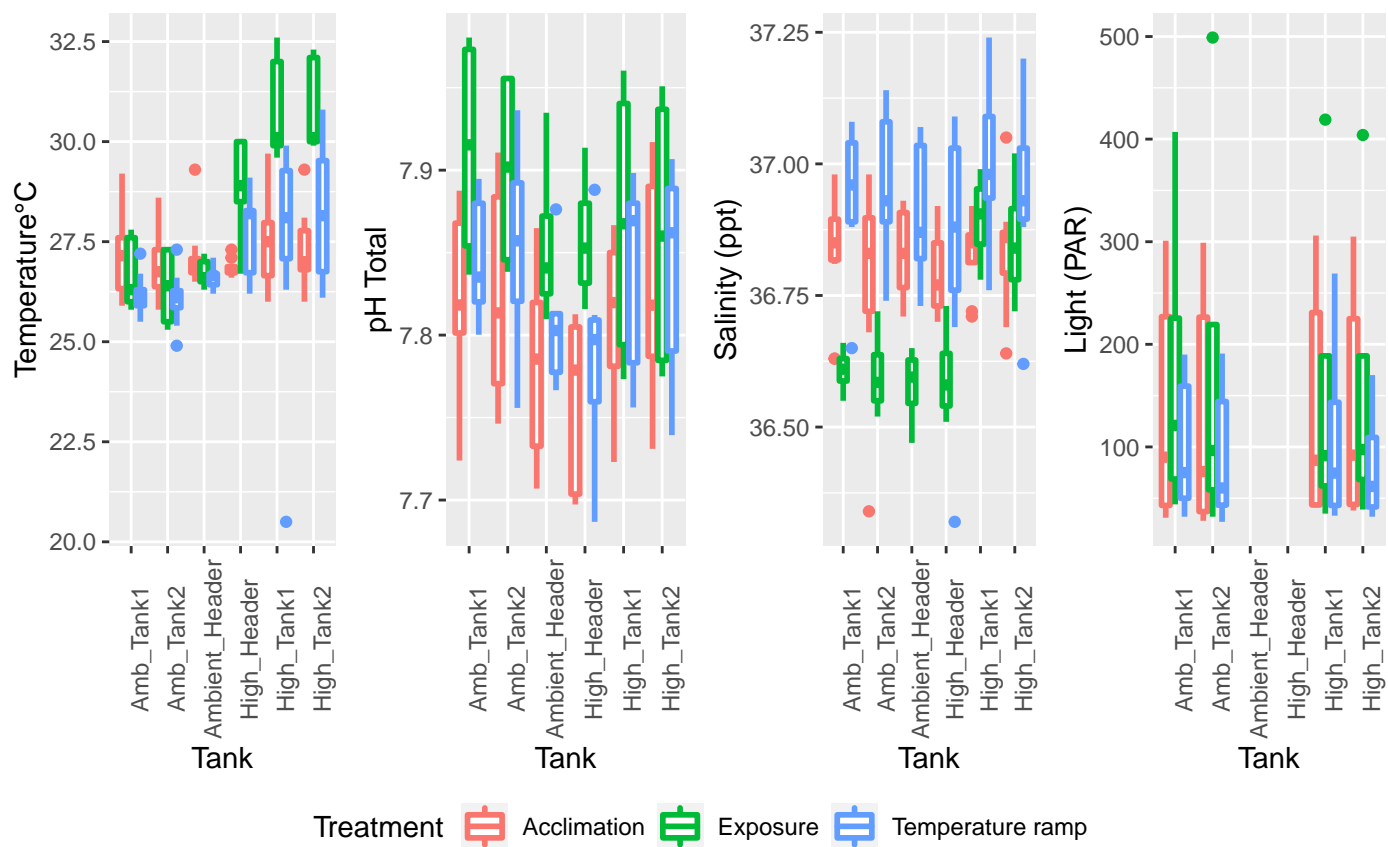 Temperature°C
32.5
30.0
27.5
25.0
22.5
20.0
Amb_Tank1
Amb_Tank2
Ambient_Header
High_Header
High_Tank1
High_Tank2
Tank
pH Total
7.9
7.8
7.7
Amb_Tank1
Amb_Tank2
Ambient_Header
High_Header
High_Tank1
High_Tank2
Tank
Salinity (ppt)
37.25
37.00
36.75
36.50
Amb_Tank1
Amb_Tank2
Ambient_Header
High_Header
High_Tank1
High_Tank2
Tank
Light (PAR)
500
400
300
200
100
Amb_Tank1
Amb_Tank2
Ambient_Header
High_Header
High_Tank1
High_Tank2
Tank
Treatment Acclimation Exposure Temperature ramp